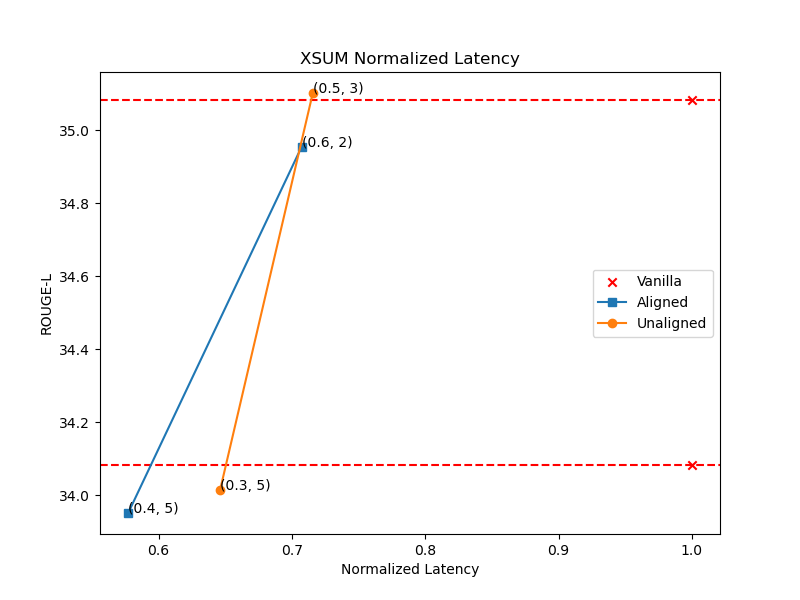 XSUM Normalized Latency
(0.5, 3)
35.0
(0.6, 2)
34.8
34.6
Vanilla
Aligned
Unaligned
ROUGE-L
34.4
34.2
34.0
(0.3, 5)
(0.4, 5)
0.6 0.7 0.8 0.9 1.0
Normalized Latency